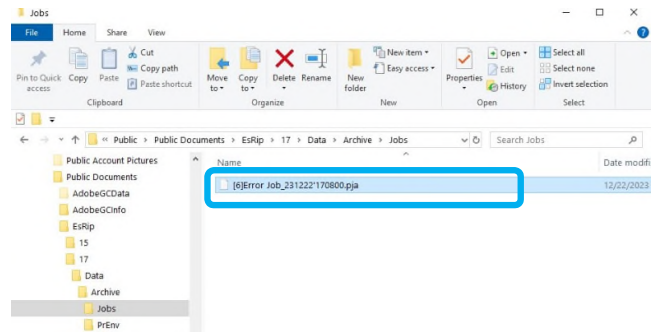 Jobs
File Home Share View
Pin to Quick access
Copy
Paste
Cut
Copy path
Paste shortcut
Clipboard
Move to
Copy to
Delete
Rename
Organize
New folder
New item
Easy access
New
Properties
Open
Edit
History
Open
Select all
Select none
Invert selection
Select
« Public > Public Documents > EsRip > 17 > Data > Archive > Jobs
Search Jobs
Public Account Pictures
Public Documents
AdobeGCData
AdobeGCInfo
EsRip
15
17
Data
Archive
Jobs
PrEnv
Name Date modifi
[6]Error Job_231222'170800.pja 12/22/2023